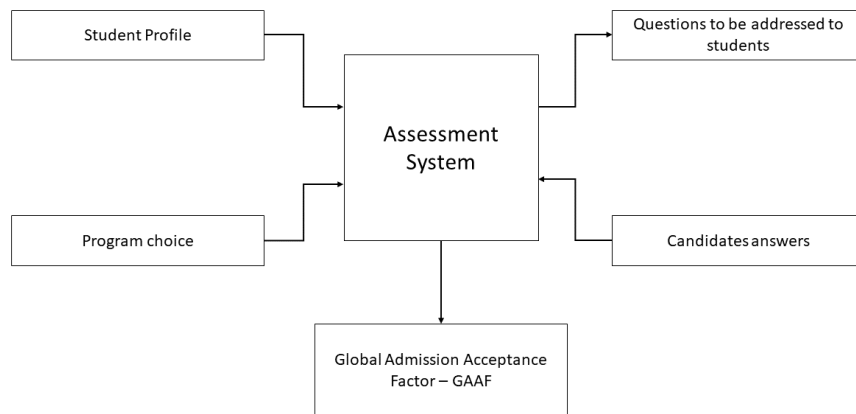 Student Profile
Questions to be addressed to
students
Assessment
System
Program choice
Candidates answers
Global Admission Acceptance
Factor – GAAF